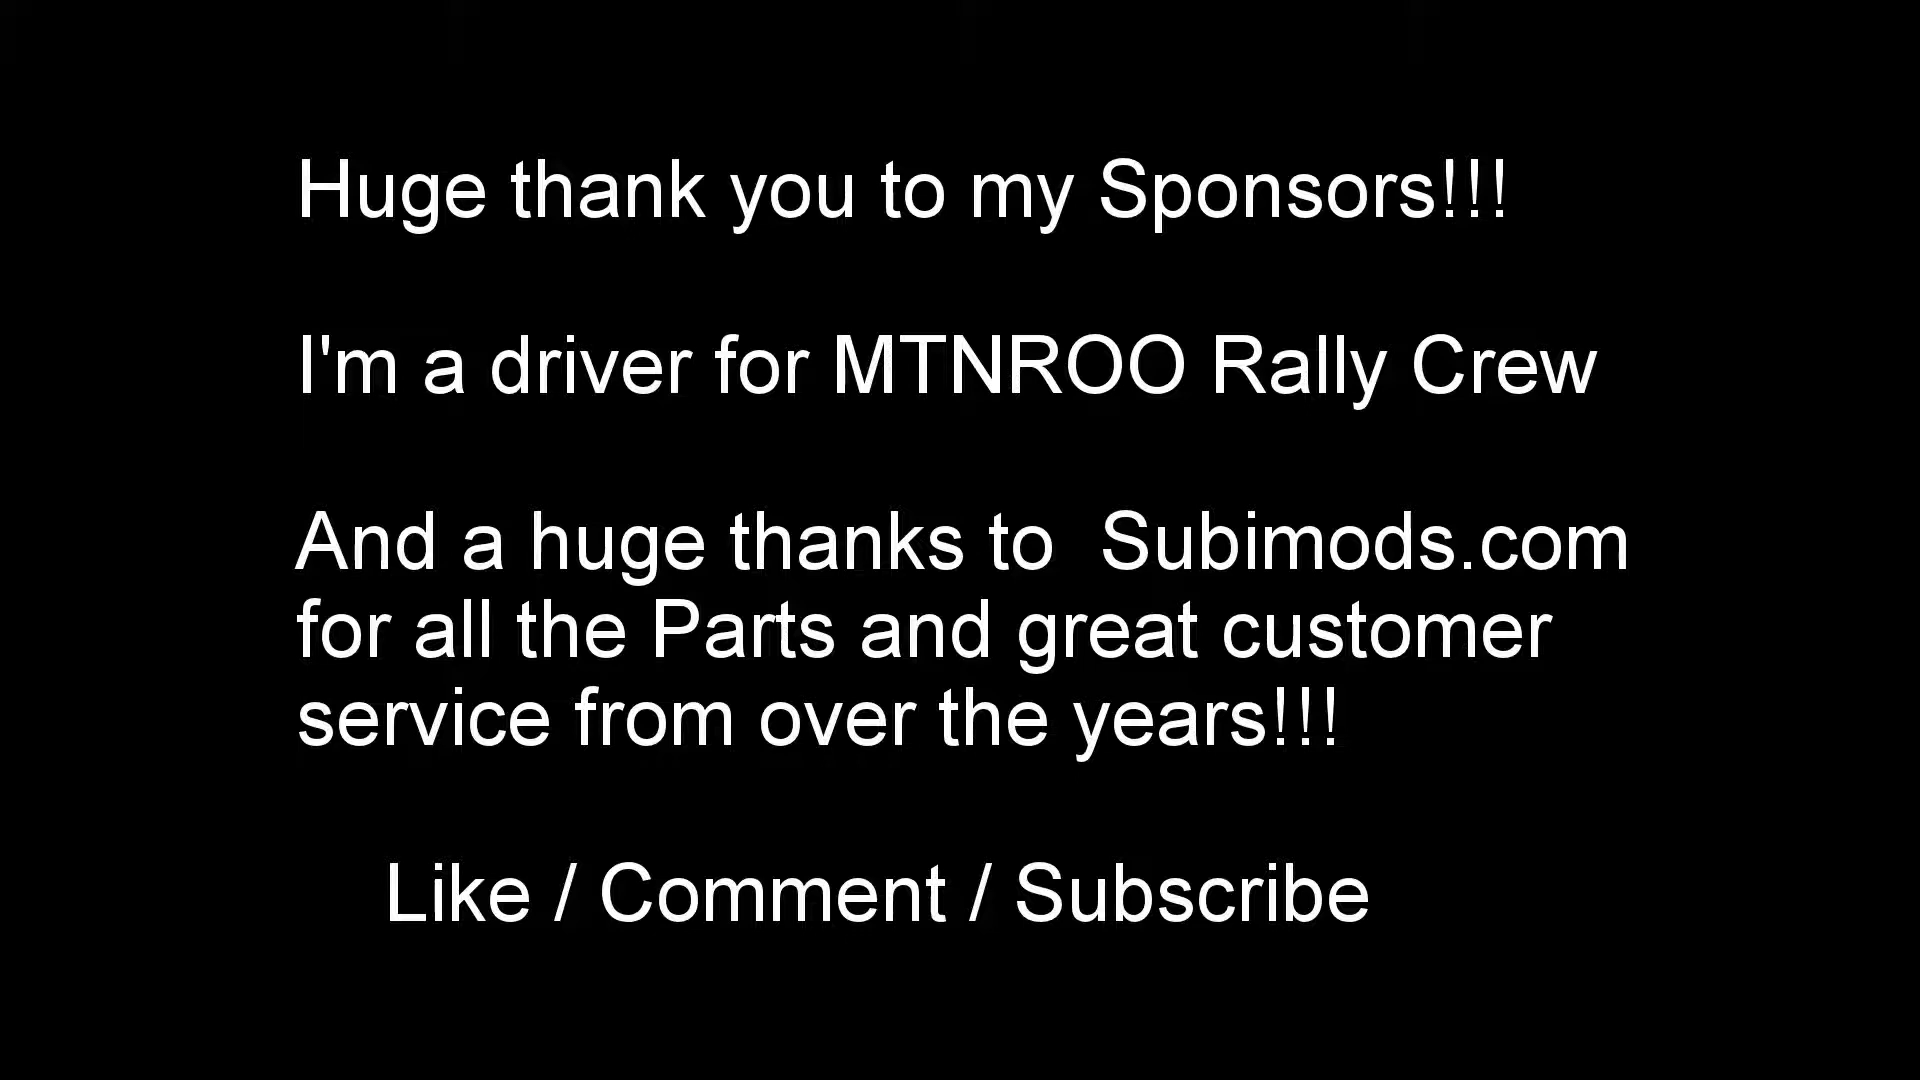 Huge thank you to my Sponsors!!!
I'm a driver for MTNROO Rally Crew
And a huge thanks to  Subimods.com
for all the Parts and great customer
service from over the years!!!
Like / Comment / Subscribe